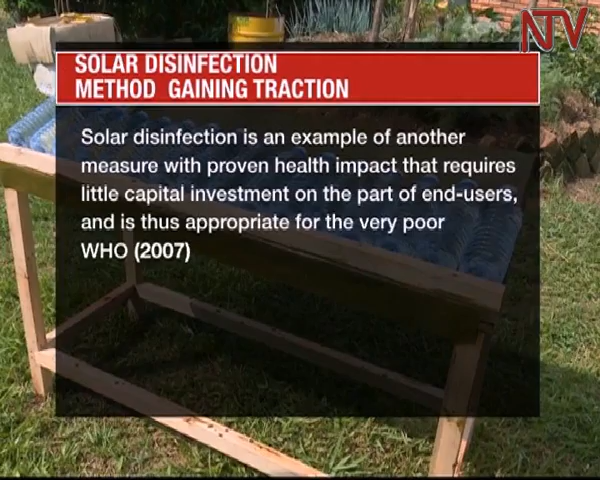 NTV
SOLAR DISINFECTION
METHOD GAINING TRACTION
Solar disinfection is an example of another
measure with proven health impact that requires
little capital investment on the part of end-users,
and is thus appropriate for the very poor
WHO (2007)